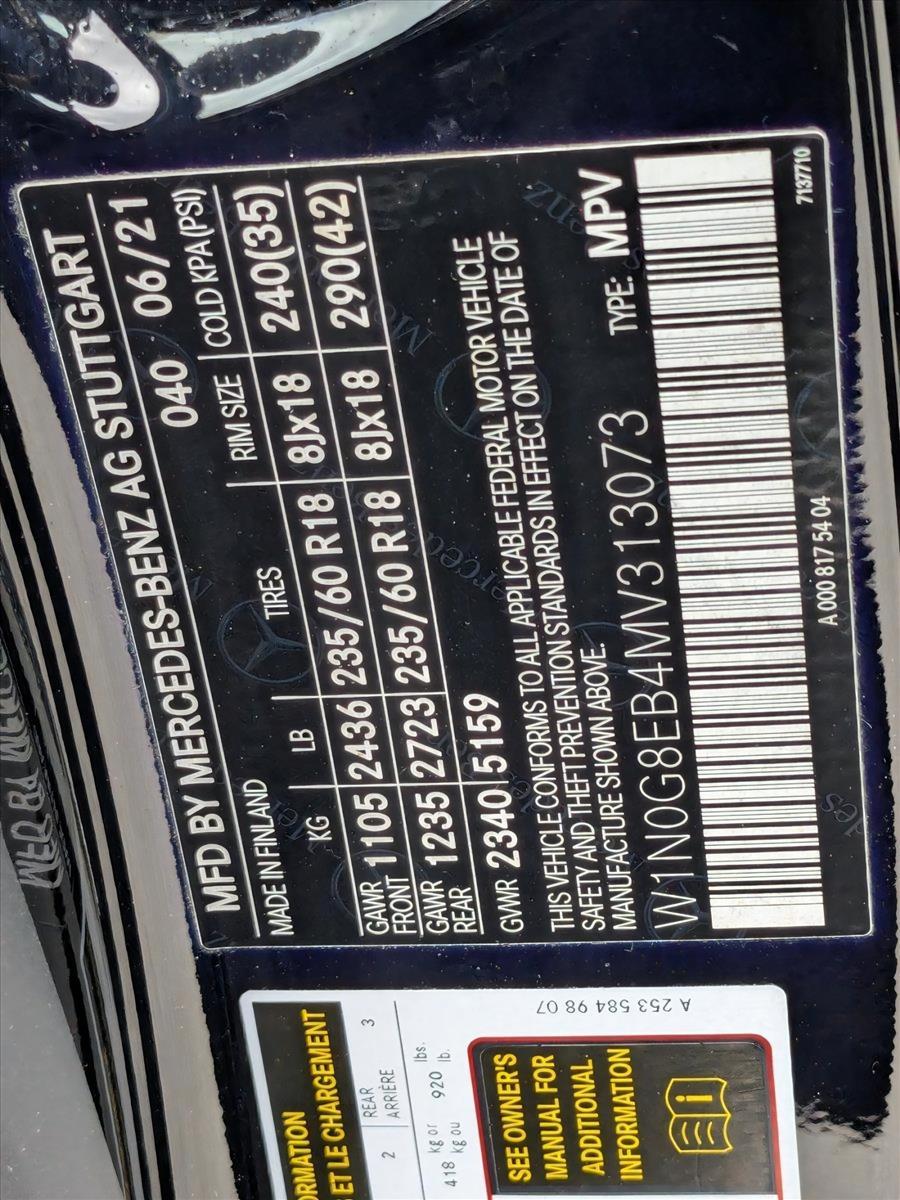 MFD BY MERCEDES-BENZ AG STUTTGART
MADE IN FINLAND 040 06/21
KG LB TIRES RIM SIZE COLD KPA(PSI)
GAWR FRONT 1105 2436 235/60 R18 8Jx18 240(35)
GAWR REAR 1235 2723 235/60 R18 8Jx18 290(42)
GWR 2340 5159
THIS VEHICLE CONFORMS TO ALL APPLICABLE FEDERAL MOTOR VEHICLE
SAFETY AND THEFT PREVENTION STANDARDS IN EFFECT ON THE DATE OF
MANUFACTURE SHOWN ABOVE.
TYPE: MPV
W1N0G8EB4MV313073
A 000 817 54 04
7137710
ET LE CHARGEMENT
2 REAR 3
ARRIÈRE
418 kg or 920 lbs.
kg ou lb.
SEE OWNER'S
MANUAL FOR
ADDITIONAL
INFORMATION
A 253 584 98 07